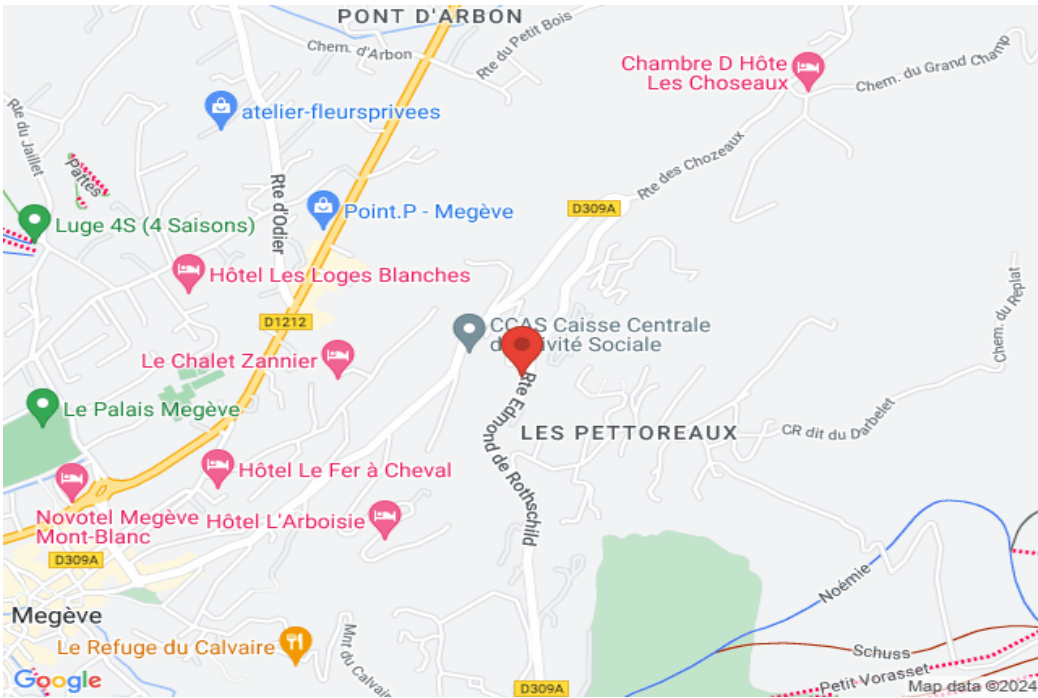 PONT D'ARBON
Chem. d'Arbon
Rte du Petit Bois
Chambre D Hôte
Les Choseaux
Chem. du Grand Champ
atelier-fleursprivees
Rte du Jaillet
Pattes
Rte d'Odier
Rte des Chozeaux
Point.P - Megève
D309A
Luge 4S (4 Saisons)
Hôtel Les Loges Blanches
D1212
CCAS Caisse Centrale
d'Activité Sociale
Chem. du Replat
Le Chalet Zannier
Le Palais Megève
Rte Edmond de Rothschild
LES PETTOREAUX
CR dit du Darbelet
Hôtel Le Fer à Cheval
Novotel Megève
Mont-Blanc
Hôtel L'Arboisie
D309A
Noémie
Megève
Le Refuge du Calvaire
Mnt du Calvaire
Schuss
Petit Vorasset
D309A
Google
Map data ©2024